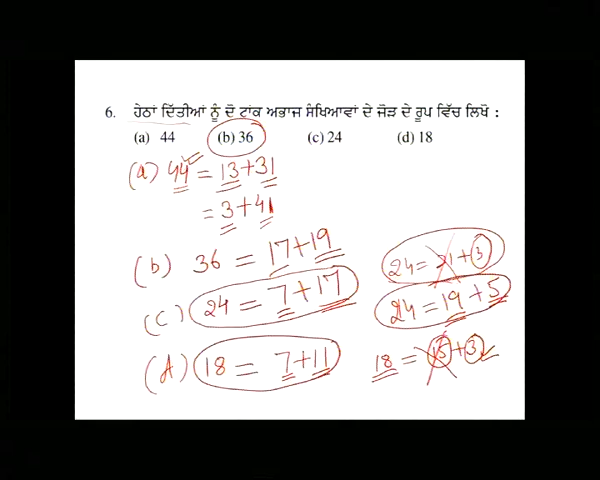 6. ਹੇਠਾਂ ਦਿੱਤੀਆਂ ਨੂੰ ਦੋ ਟਾਂਕ ਅਭਾਜ ਸੰਖਿਆਵਾਂ ਦੇ ਜੋੜ ਦੇ ਰੂਪ ਵਿੱਚ ਲਿਖੋ :
(a) 44 (b) 36 (c) 24 (d) 18
(a) 44 = 13+31
= 3+41
(b) 36 = 17+19
24 = 21+3
(C) 24 = 7+17
24 = 19+5
(d) 18 = 7+11
18 = 15+3